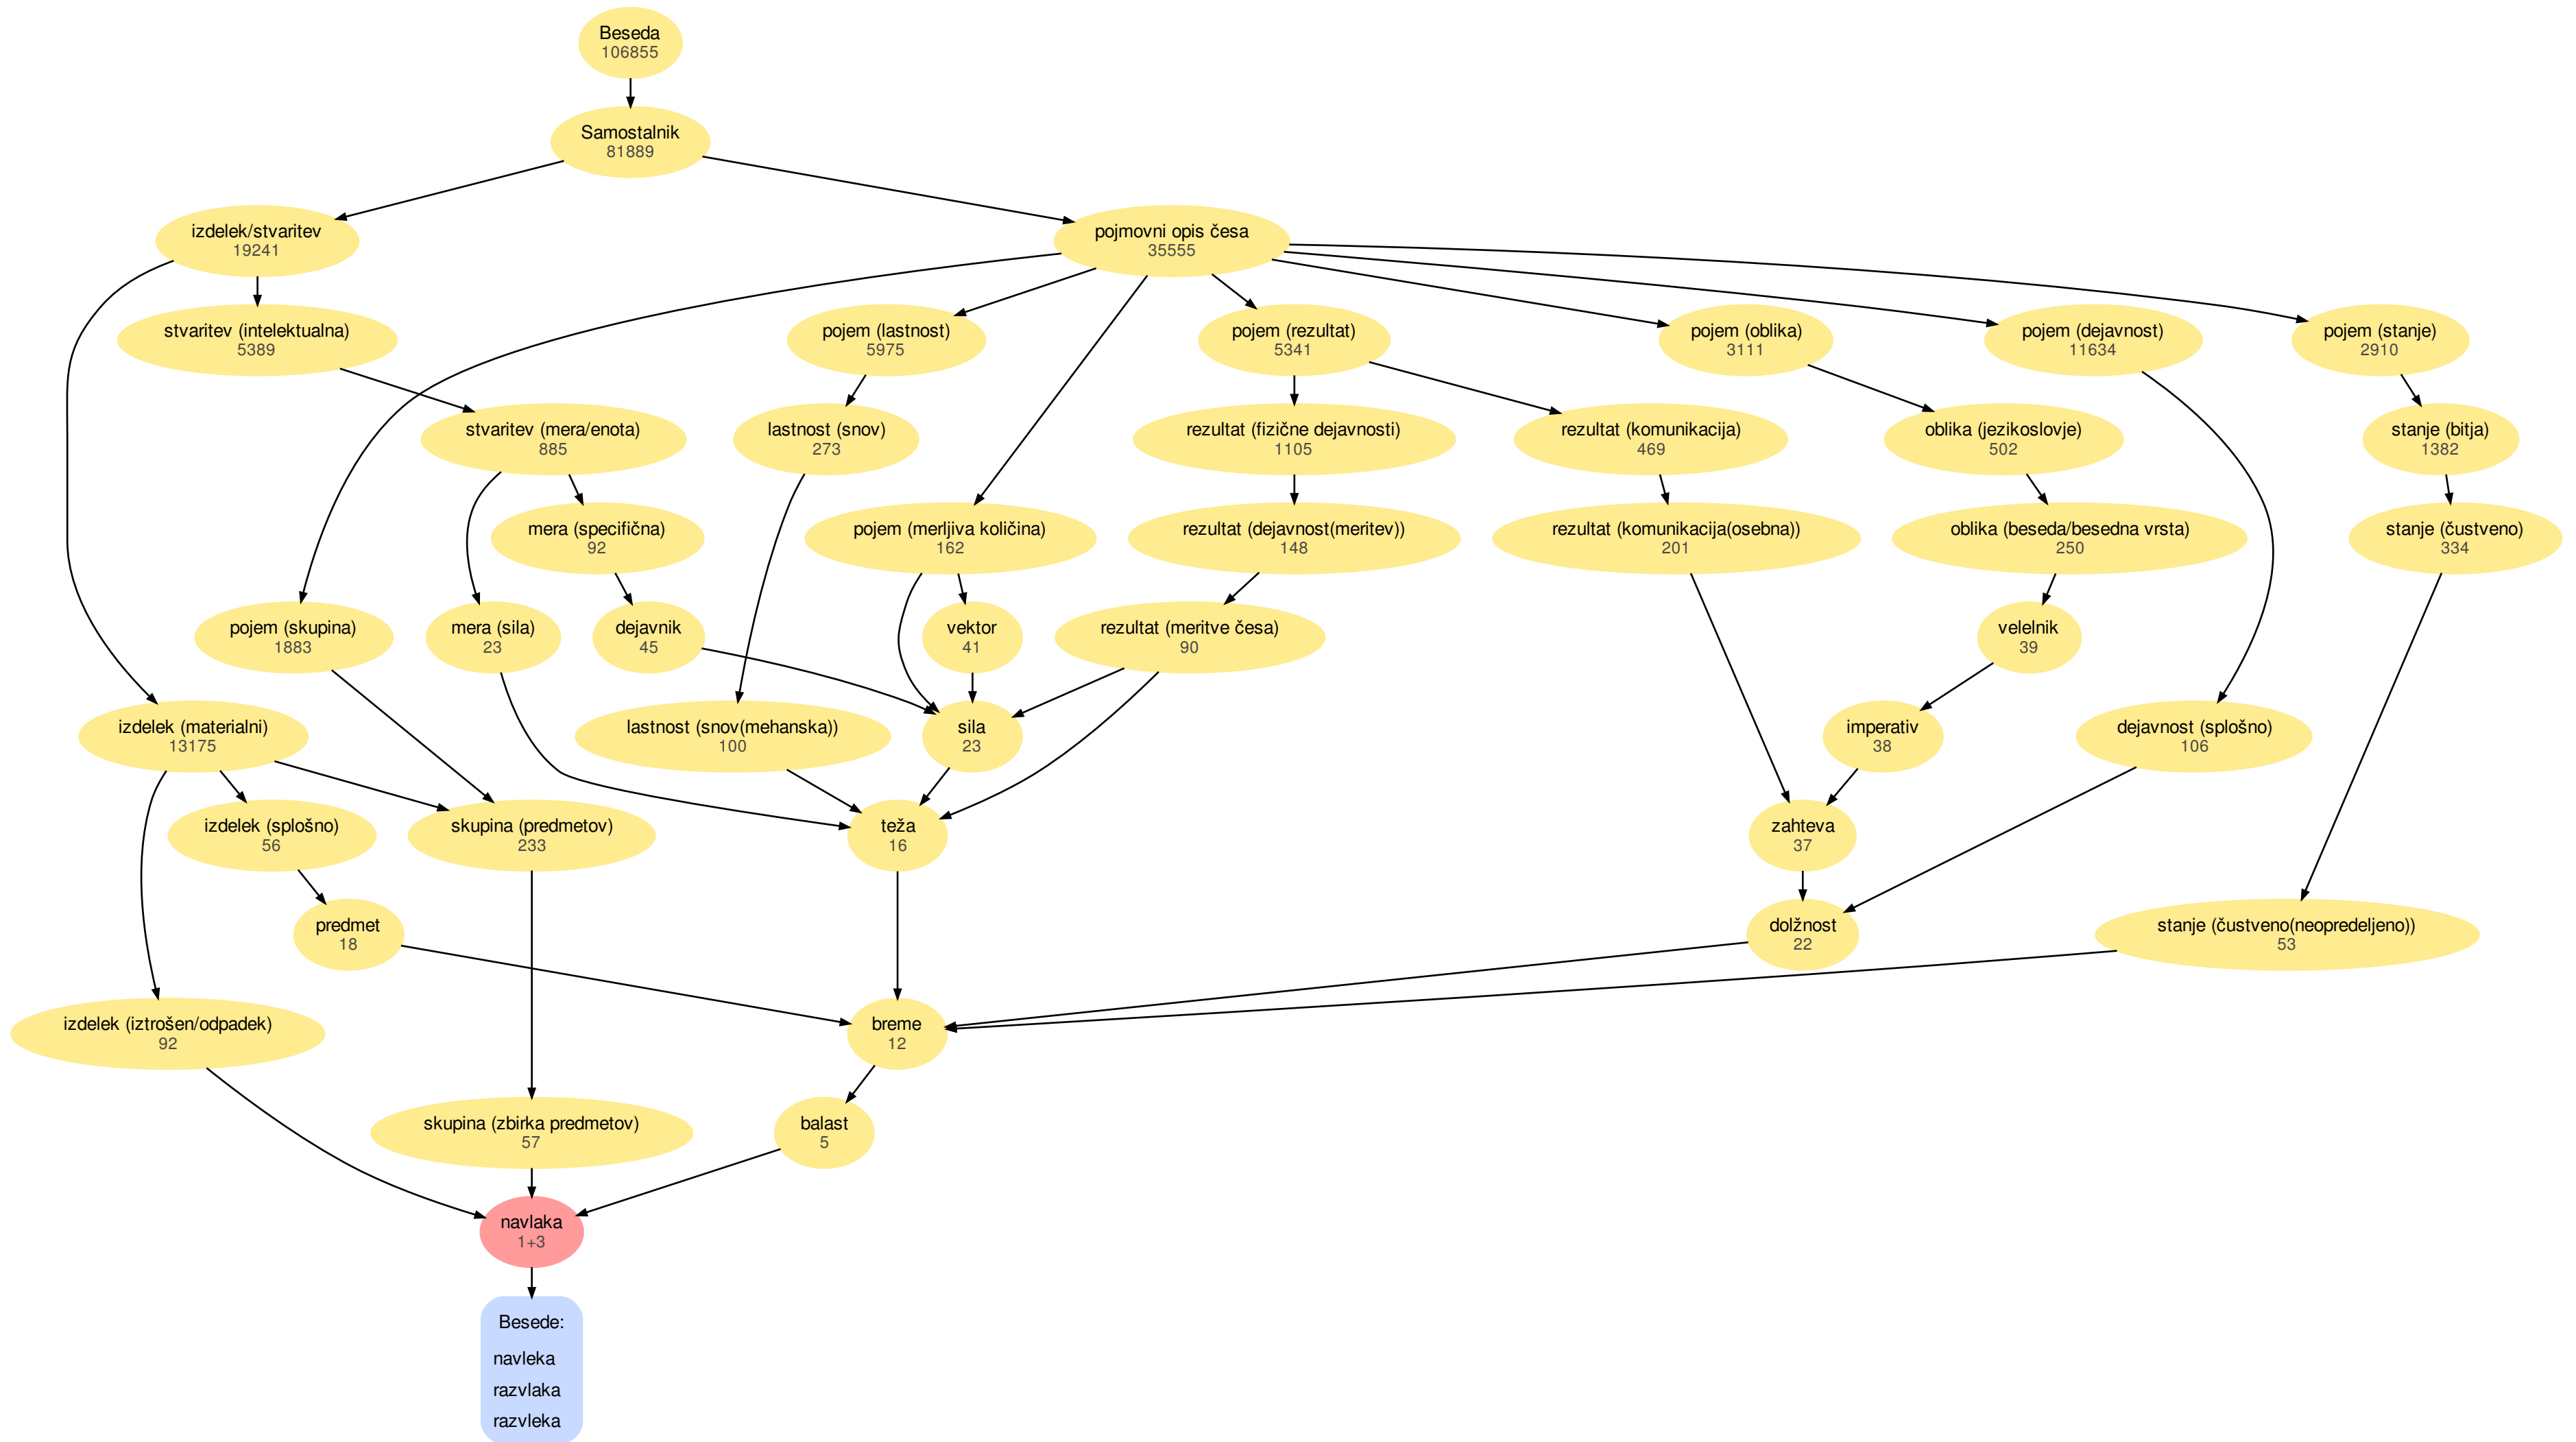 Beseda
106855
Samostalnik
81889
izdelek/stvaritev
19241
pojmovni opis česa
35555
stvaritev (intelektualna)
5389
pojem (lastnost)
5975
pojem (rezultat)
5341
pojem (oblika)
3111
pojem (dejavnost)
11634
pojem (stanje)
2910
stvaritev (mera/enota)
885
lastnost (snov)
273
rezultat (fizične dejavnosti)
1105
rezultat (komunikacija)
469
oblika (jezikoslovje)
502
stanje (bitja)
1382
mera (specifična)
92
pojem (merljiva količina)
162
rezultat (dejavnost(meritev))
148
rezultat (komunikacija(osebna))
201
oblika (beseda/besedna vrsta)
250
stanje (čustveno)
334
pojem (skupina)
1883
mera (sila)
23
dejavnik
45
vektor
41
rezultat (meritve česa)
90
velelnik
39
izdelek (materialni)
13175
lastnost (snov(mehanska))
100
sila
23
imperativ
38
dejavnost (splošno)
106
izdelek (splošno)
56
skupina (predmetov)
233
teža
16
zahteva
37
predmet
18
dolžnost
22
stanje (čustveno(neopredeljeno))
53
izdelek (iztrošen/odpadek)
92
breme
12
skupina (zbirka predmetov)
57
balast
5
navlaka
1+3
Besede:
navleka
razvlaka
razvleka